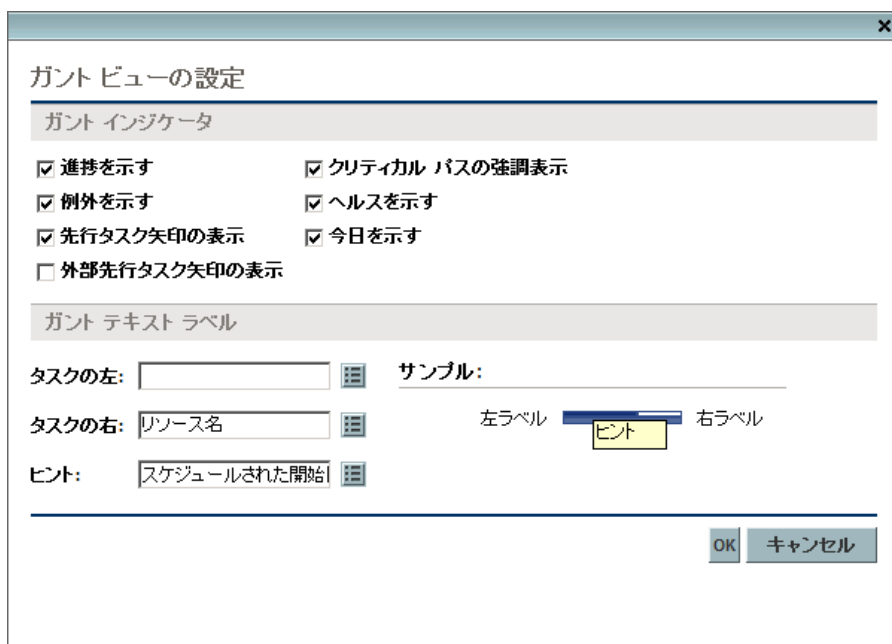 ガント ビューの設定
ガント インジケータ
進捗を示す
クリティカル パスの強調表示
例外を示す
ヘルスを示す
先行タスク矢印の表示
今日を示す
外部先行タスク矢印の表示
ガント テキスト ラベル
タスクの左:
サンプル:
タスクの右: リソース名
左ラベル
ヒント
右ラベル
ヒント: スケジュールされた開始
OK
キャンセル